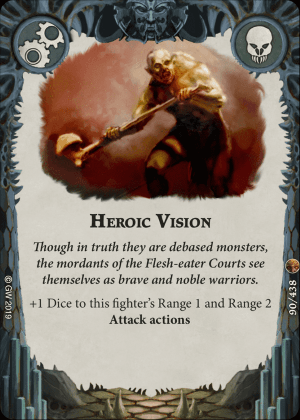 Heroic Vision
Though in truth they are debased monsters,
the mordants of the Flesh-eater Courts see
themselves as brave and noble warriors.
+1 Dice to this fighter's Range 1 and Range 2
Attack actions
© GW 2019
90/438